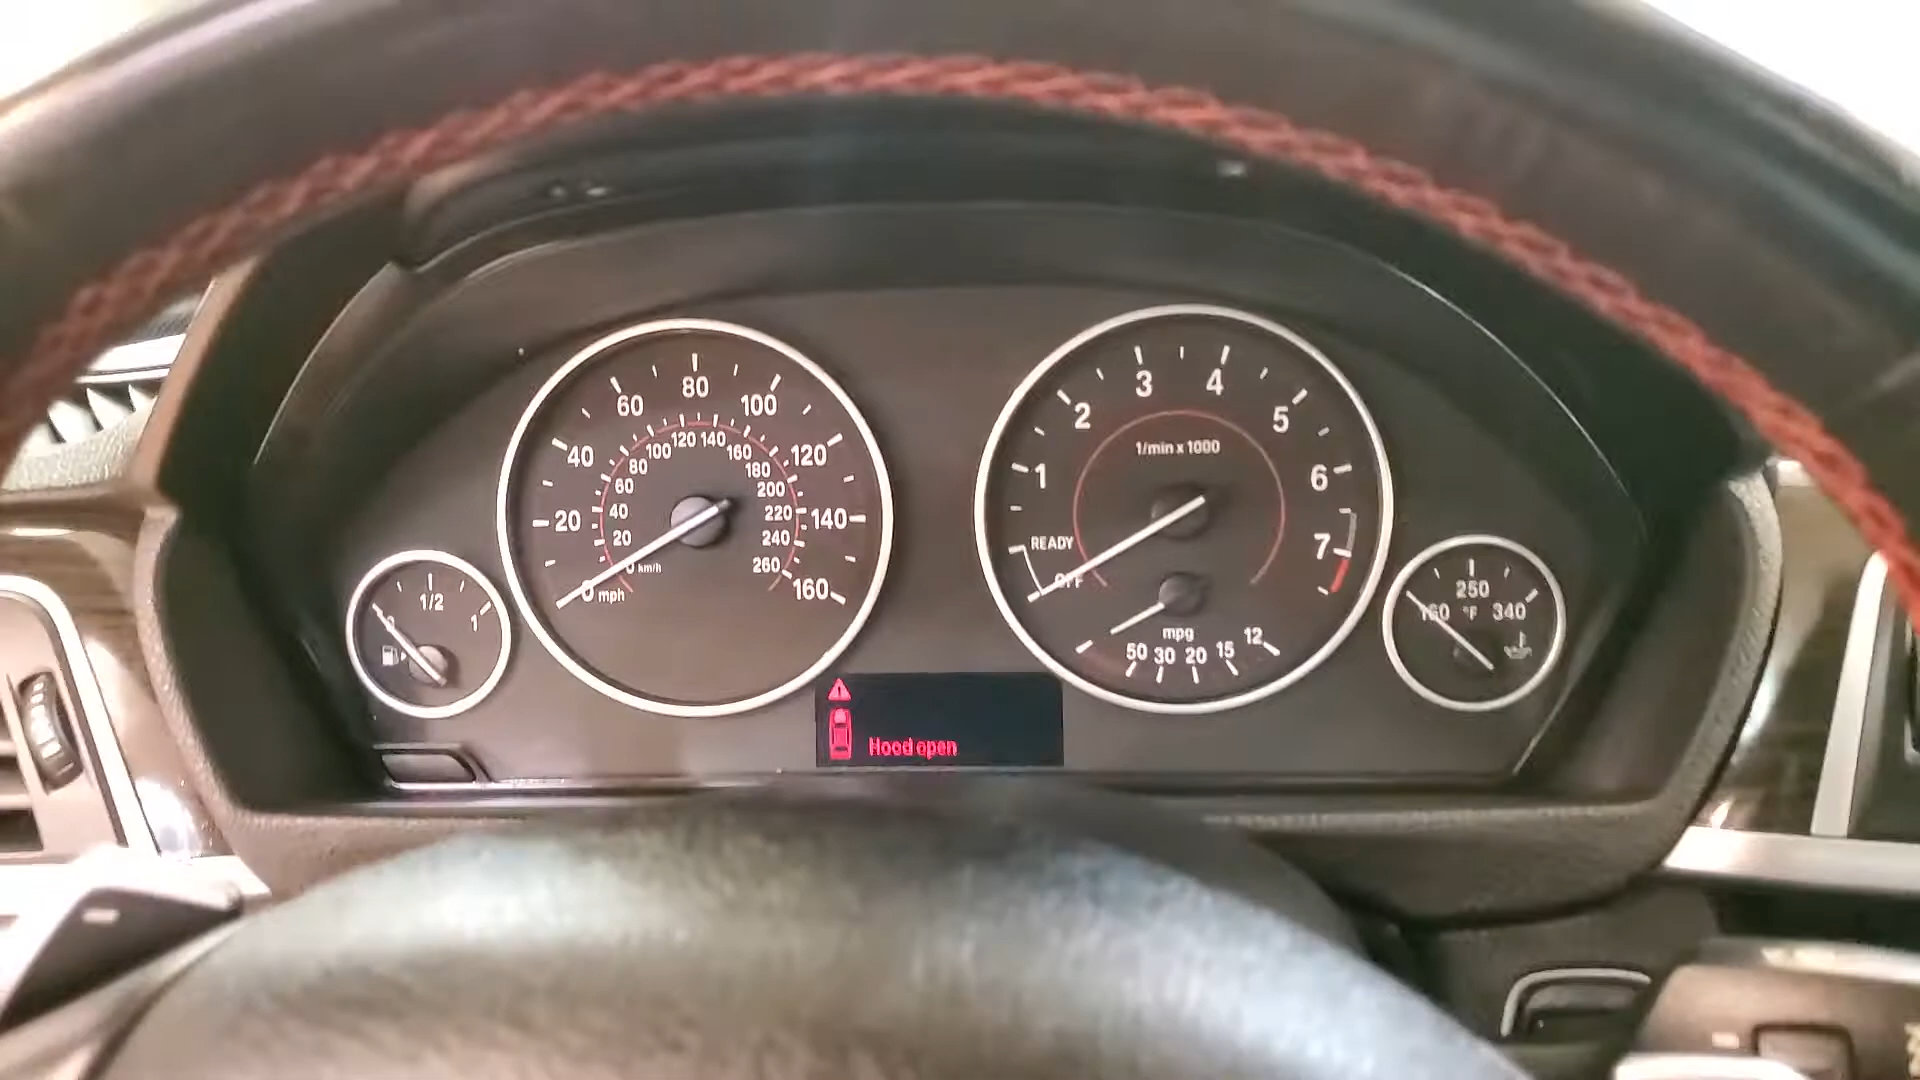 20 40 60 80 100 120 140 160
20 40 60 80 100 120 140 160 180 200 220 240 260
0 km/h
0 mph
1 2 3 4 5 6 7
1/min x 1000
READY
OFF
mpg
50 30 20 15 12
0 1/2 1
160 250 340
°F
Hood open